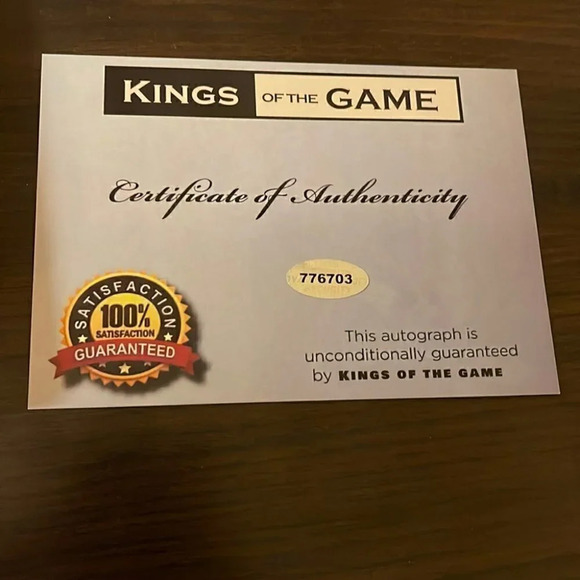 KINGS OF THE GAME
Certificate of Authenticity
776703
SATISFACTION
100%
SATISFACTION
GUARANTEED
This autograph is
unconditionally guaranteed
by KINGS OF THE GAME